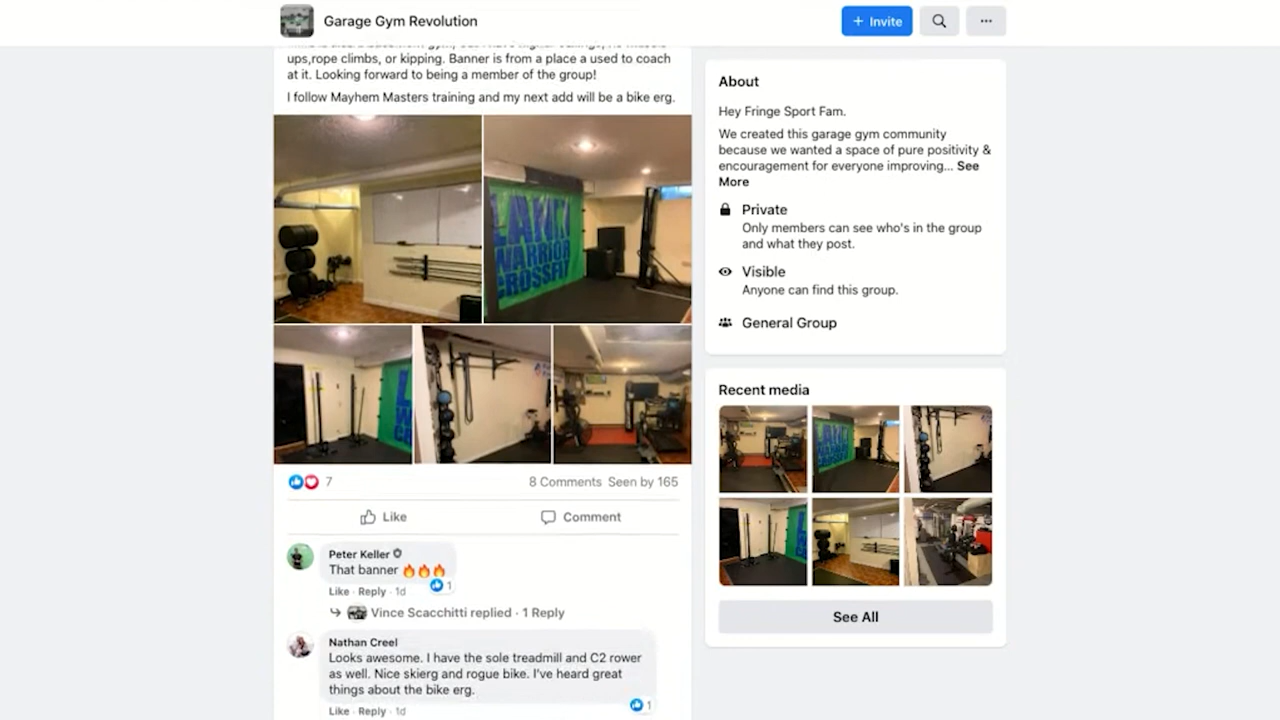 Garage Gym Revolution
+ Invite
ups,rope climbs, or kipping. Banner is from a place a used to coach
at it. Looking forward to being a member of the group!
I follow Mayhem Masters training and my next add will be a bike erg.
WARRIOR
CROSSFIT
7
8 Comments Seen by 165
Like
Comment
Peter Keller
That banner 🔥🔥🔥
1
Like · Reply · 1d
Vince Scacchitti replied · 1 Reply
Nathan Creel
Looks awesome. I have the sole treadmill and C2 rower
as well. Nice skierg and rogue bike. I've heard great
things about the bike erg.
1
Like · Reply · 1d
About
Hey Fringe Sport Fam.
We created this garage gym community
because we wanted a space of pure positivity &
encouragement for everyone improving... See
More
Private
Only members can see who's in the group
and what they post.
Visible
Anyone can find this group.
General Group
Recent media
See All